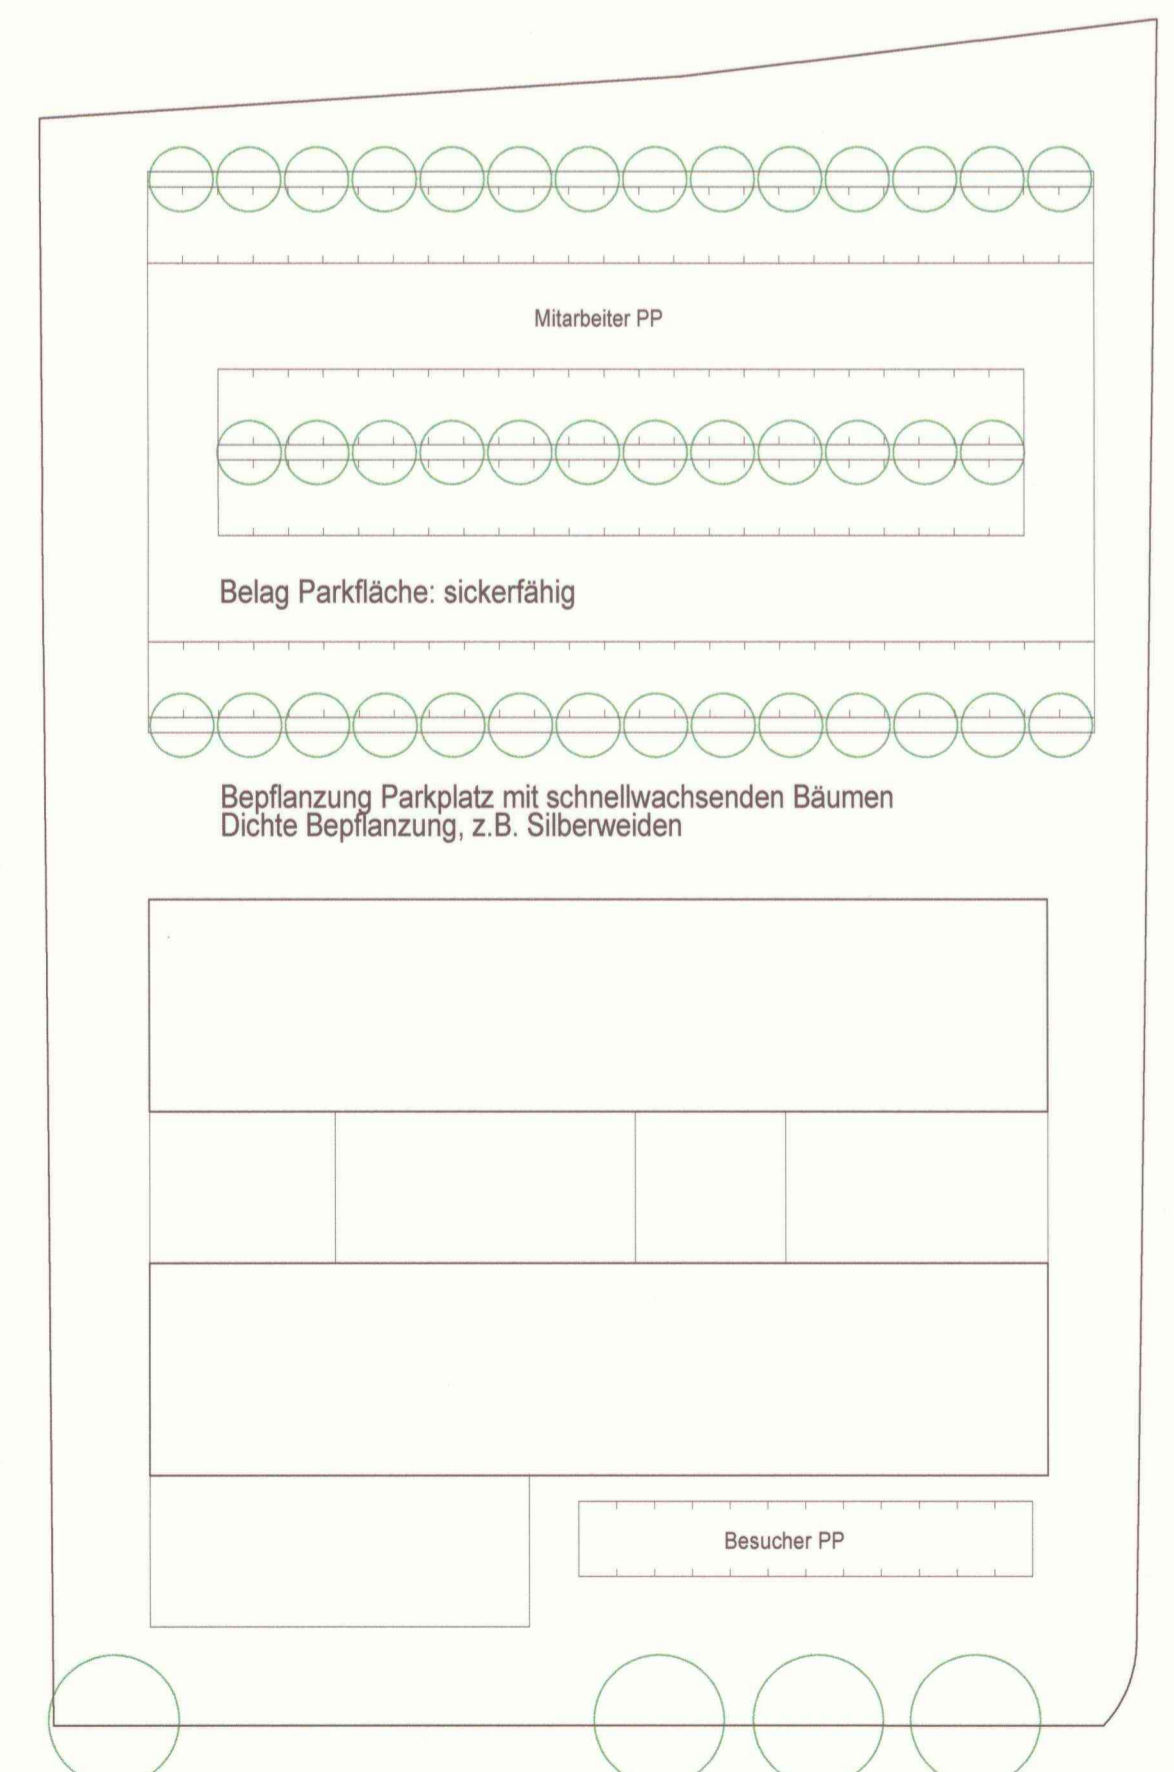 Mitarbeiter PP
Belag Parkfläche: sickerfähig
Bepflanzung Parkplatz mit schnellwachsenden Bäumen
Dichte Bepflanzung, z.B. Silberweiden
Besucher PP